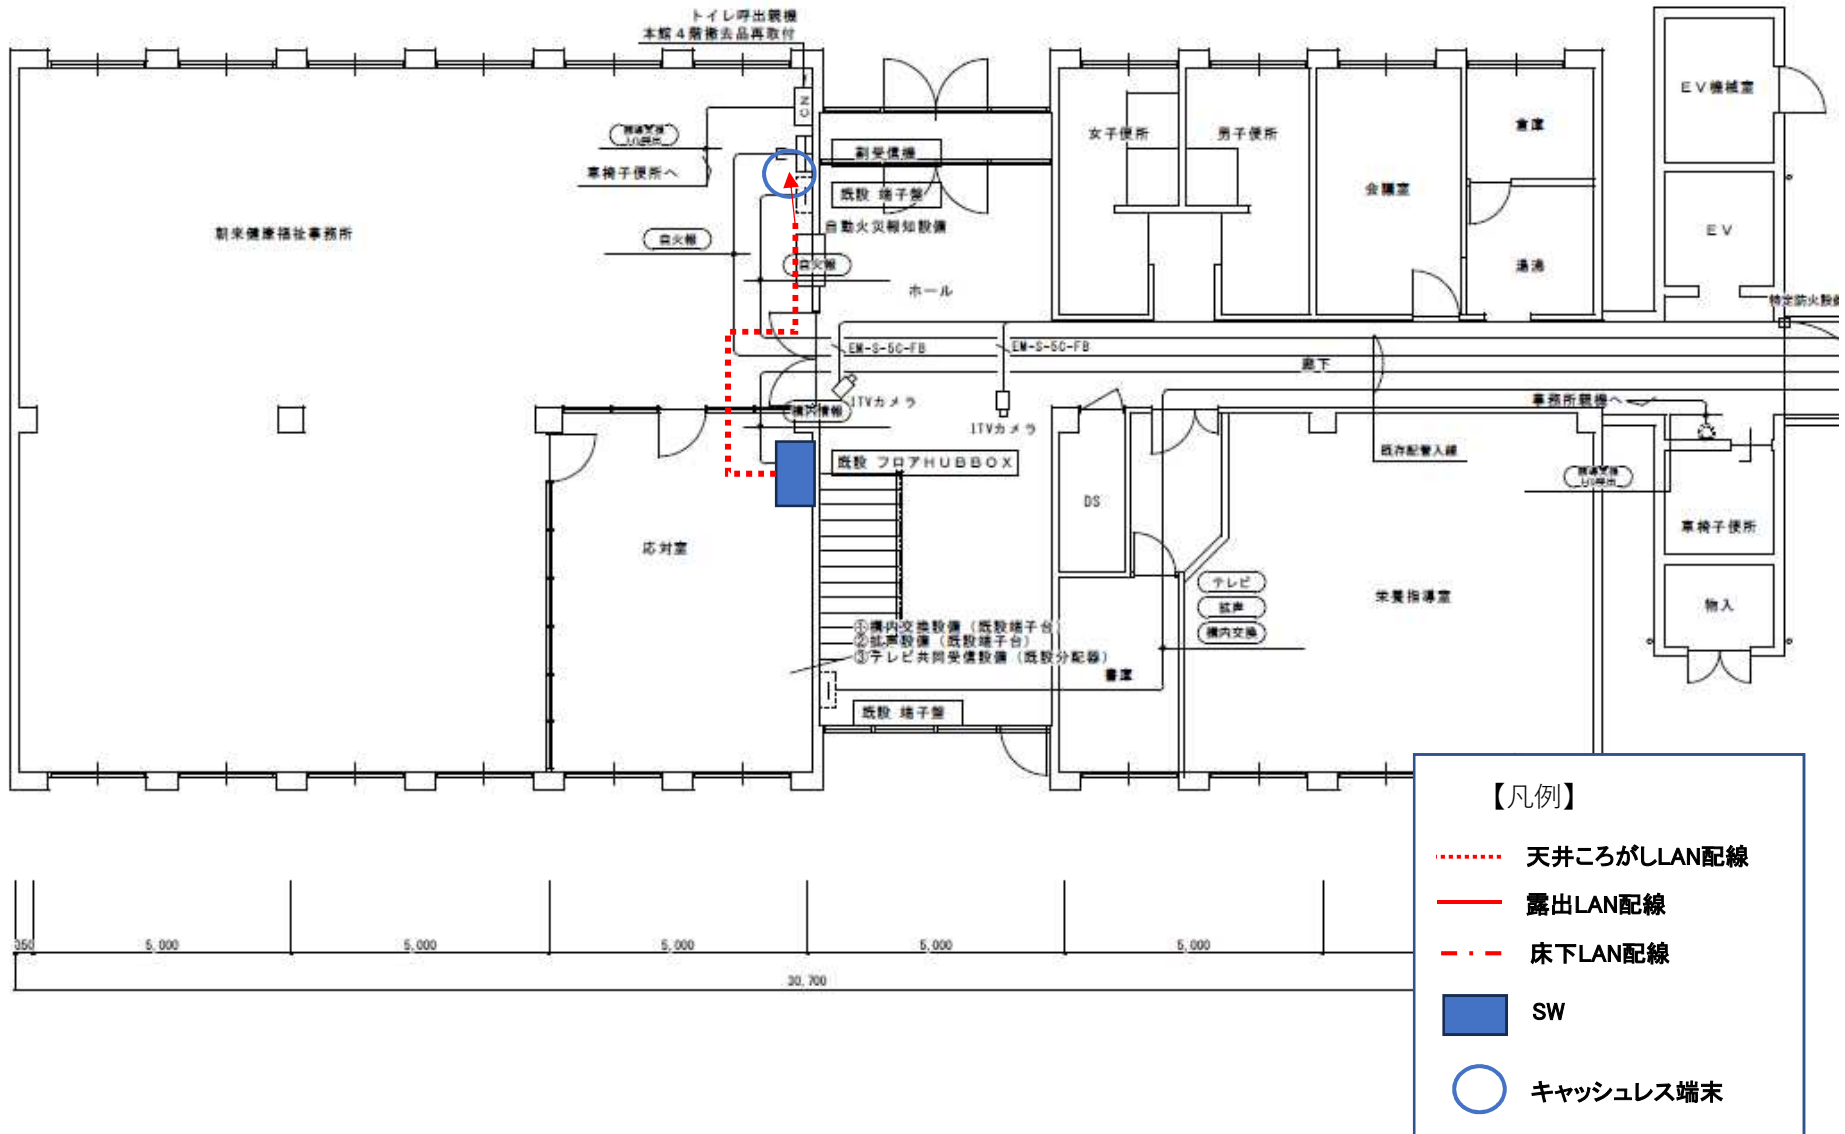 トイレ呼出親機
本館4階撤去品再取付
CN
EV機械室
倉庫
女子便所
男子便所
副受信機
車椅子便所へ
既設 端子盤
会議室
自動火災報知設備
朝来健康福祉事務所
自火報
EV
自火報
湯沸
ホール
特定防火設備
EM-S-5C-FB
EM-S-5C-FB
廊下
ITVカメラ
構内情報
事務所親機へ
ITVカメラ
既設 フロアHUBBOX
既存配管入線
DS
車椅子便所
応対室
テレビ
拡声
構内交換
栄養指導室
物入
①構内交換設備（既設端子台）
②拡声設備（既設端子台）
③テレビ共同受信設備（既設分配器）
書庫
既設 端子盤
【凡例】
天井ころがしLAN配線
露出LAN配線
床下LAN配線
SW
キャッシュレス端末
350
5,000
5,000
5,000
5,000
5,000
30,700